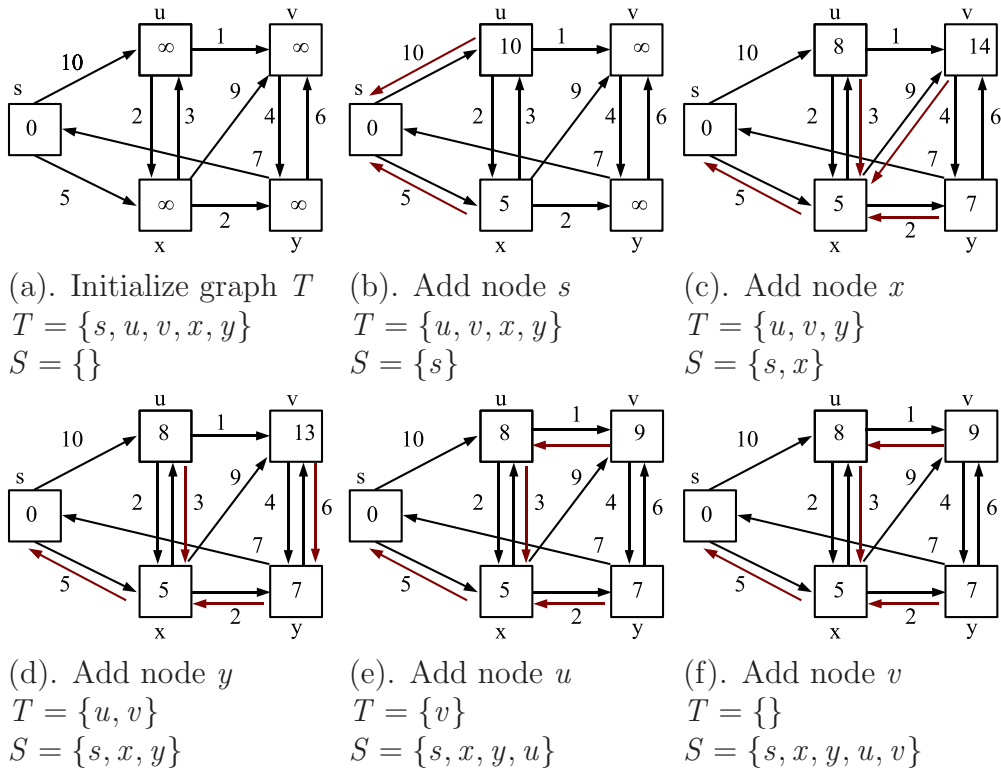 u v
10 ∞ 1 ∞
s 2 3 9 4 6
0
5 7
∞ 2 ∞
x y
(a). Initialize graph T
T = {s, u, v, x, y}
S = {}
u v
10 10 1 ∞
s 2 3 9 4 6
0
5 7
5 2 ∞
x y
(b). Add node s
T = {u, v, x, y}
S = {s}
u v
10 8 1 14
s 2 3 9 4 6
0
5 7
5 2 7
x y
(c). Add node x
T = {u, v, y}
S = {s, x}
u v
10 8 1 13
s 2 3 9 4 6
0
5 7
5 2 7
x y
(d). Add node y
T = {u, v}
S = {s, x, y}
u v
10 8 1 9
s 2 3 9 4 6
0
5 7
5 2 7
x y
(e). Add node u
T = {v}
S = {s, x, y, u}
u v
10 8 1 9
s 2 3 9 4 6
0
5 7
5 2 7
x y
(f). Add node v
T = {}
S = {s, x, y, u, v}